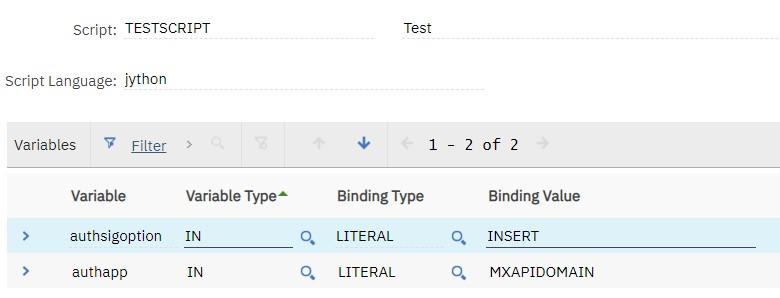 Script: TESTSCRIPT Test
Script Language: jython
Variables Filter 1 - 2 of 2
Variable Variable Type Binding Type Binding Value
authsigoption IN LITERAL INSERT
authapp IN LITERAL MXAPIDOMAIN